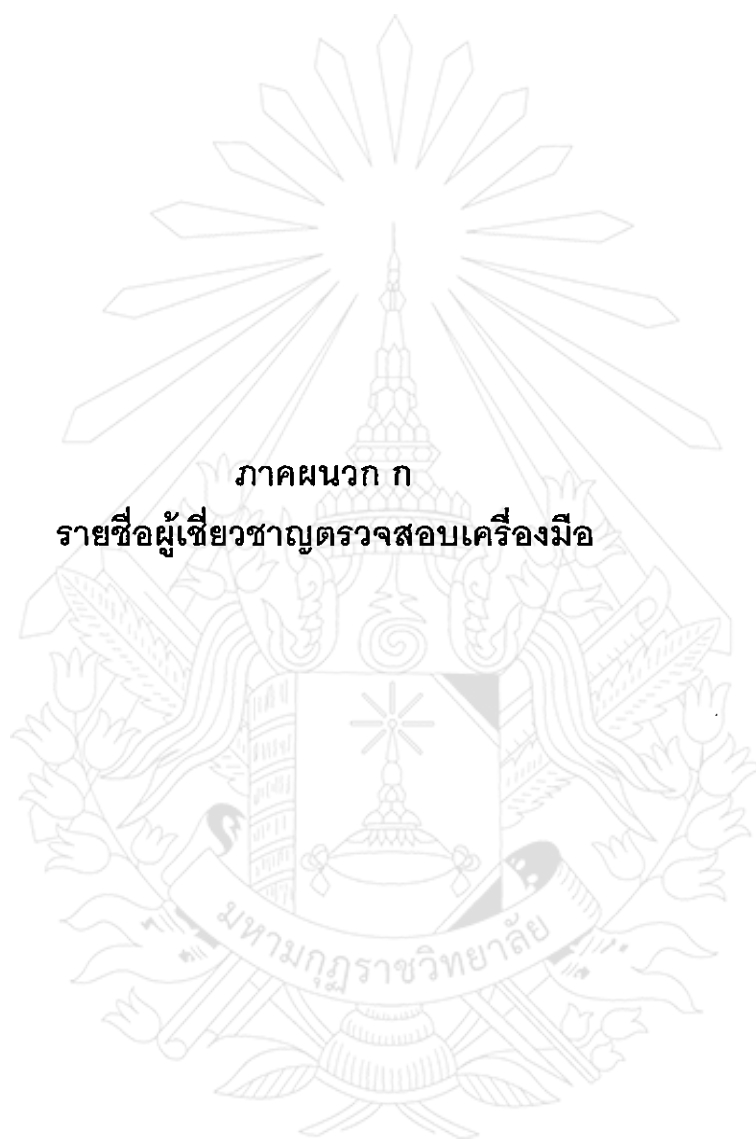 ภาคผนวก ก
รายชื่อผู้เชี่ยวชาญตรวจสอบเครื่องมือ
มหามกุฏราชวิทยาลัย